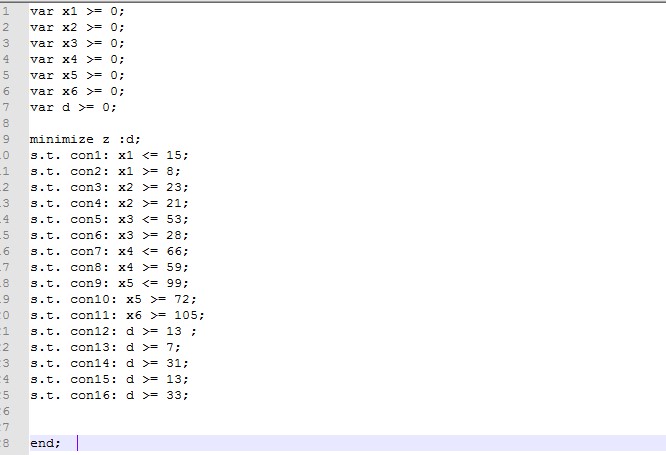 1 var x1 >= 0;
2 var x2 >= 0;
3 var x3 >= 0;
4 var x4 >= 0;
5 var x5 >= 0;
6 var x6 >= 0;
7 var d >= 0;
8
9 minimize z :d;
0 s.t. con1: x1 <= 15;
1 s.t. con2: x1 >= 8;
2 s.t. con3: x2 >= 23;
3 s.t. con4: x2 >= 21;
4 s.t. con5: x3 <= 53;
5 s.t. con6: x3 >= 28;
6 s.t. con7: x4 <= 66;
7 s.t. con8: x4 >= 59;
8 s.t. con9: x5 <= 99;
9 s.t. con10: x5 >= 72;
0 s.t. con11: x6 >= 105;
1 s.t. con12: d >= 13 ;
2 s.t. con13: d >= 7;
3 s.t. con14: d >= 31;
4 s.t. con15: d >= 13;
5 s.t. con16: d >= 33;
6
7
8 end;